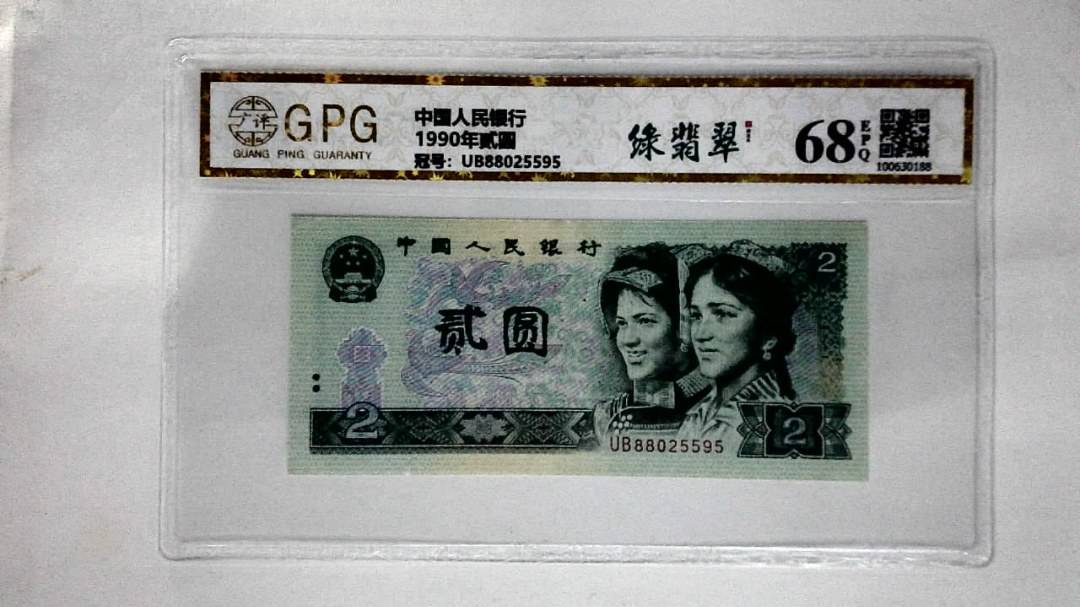 广评
GPG
GUANG PING GUARANTY
中国人民银行
1990年贰圆
冠号: UB88025595
绿翡翠
68
EPQ
100630188
中国人民银行
2
贰圆
2
UB88025595
2